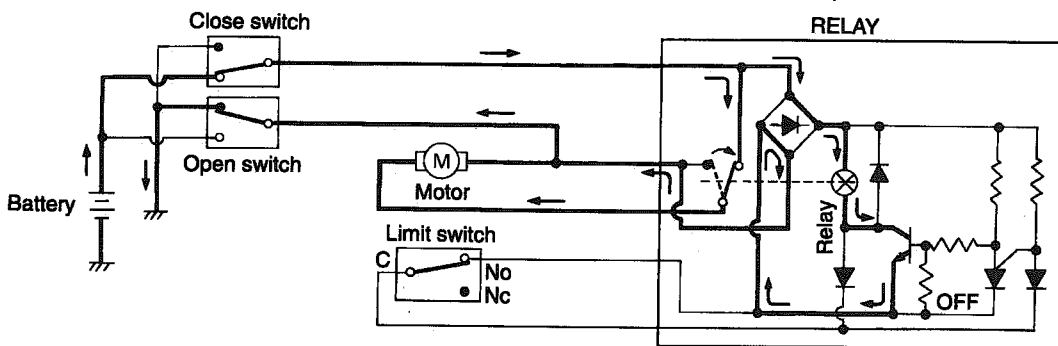 Close switch
RELAY
Open switch
M
Motor
Battery
Relay
Limit switch
C
No
Nc
OFF